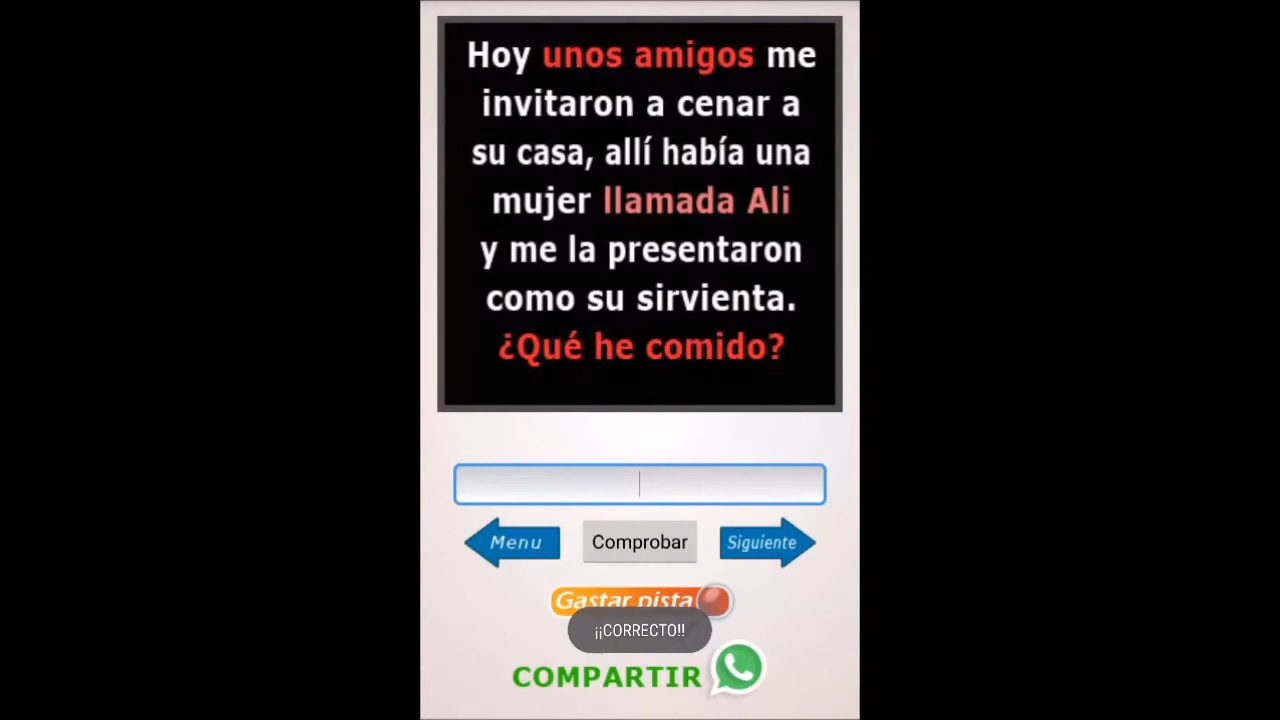 Hoy unos amigos me
invitaron a cenar a
su casa, allí había una
mujer llamada Ali
y me la presentaron
como su sirvienta.
¿Qué he comido?
Menu
Comprobar
Siguiente
Gastar pista
¡¡CORRECTO!!
COMPARTIR